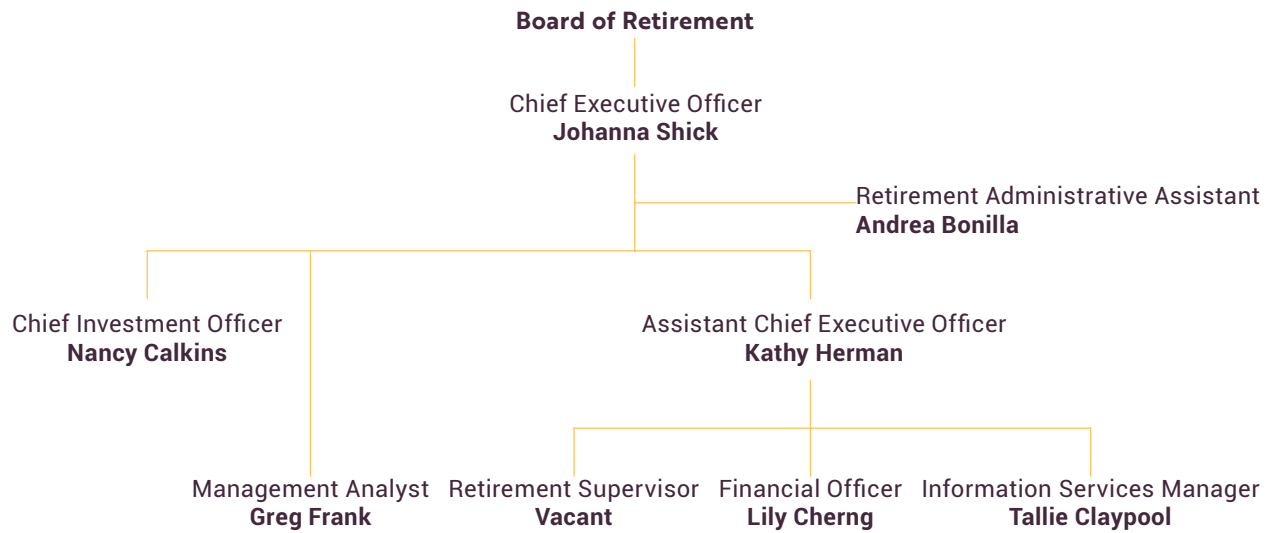 Board of Retirement
Chief Executive Officer
Johanna Shick
Retirement Administrative Assistant
Andrea Bonilla
Chief Investment Officer
Nancy Calkins
Assistant Chief Executive Officer
Kathy Herman
Management Analyst
Greg Frank
Retirement Supervisor
Vacant
Financial Officer
Lily Cherng
Information Services Manager
Tallie Claypool